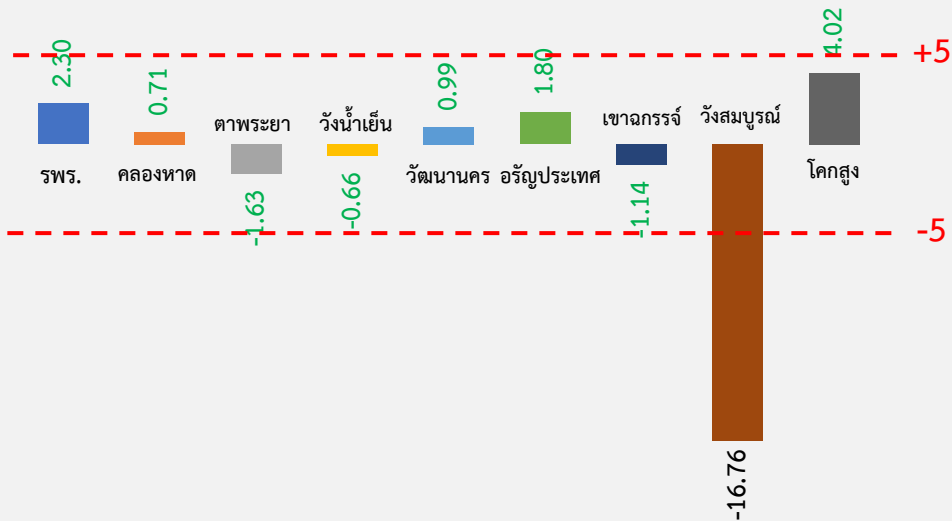 +5
2.30
0.71
0.99
1.80
4.02
ตาพระยา
วังน้ำเย็น
เขาฉกรรจ์
วังสมบูรณ์
รพร.
คลองหาด
วัฒนานคร
อรัญประเทศ
โคกสูง
-1.63
-0.66
-1.14
-5
-16.76